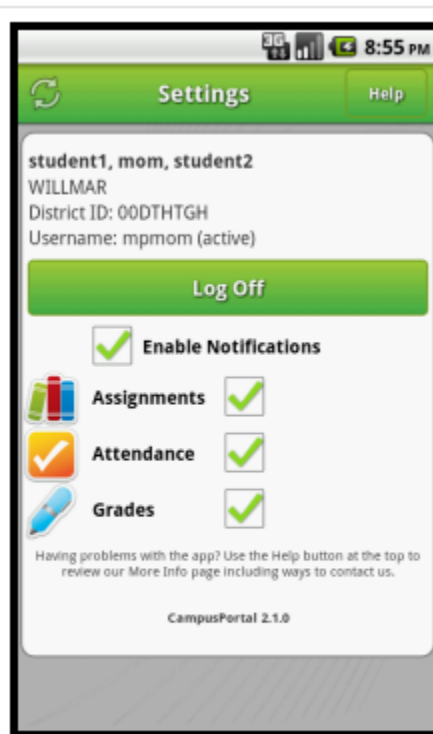 3G 8:55 PM
Settings Help
student1, mom, student2
WILLMAR
District ID: 00DTHTGH
Username: mpmom (active)
Log Off
Enable Notifications
Assignments
Attendance
Grades
Having problems with the app? Use the Help button at the top to
review our More Info page including ways to contact us.
CampusPortal 2.1.0